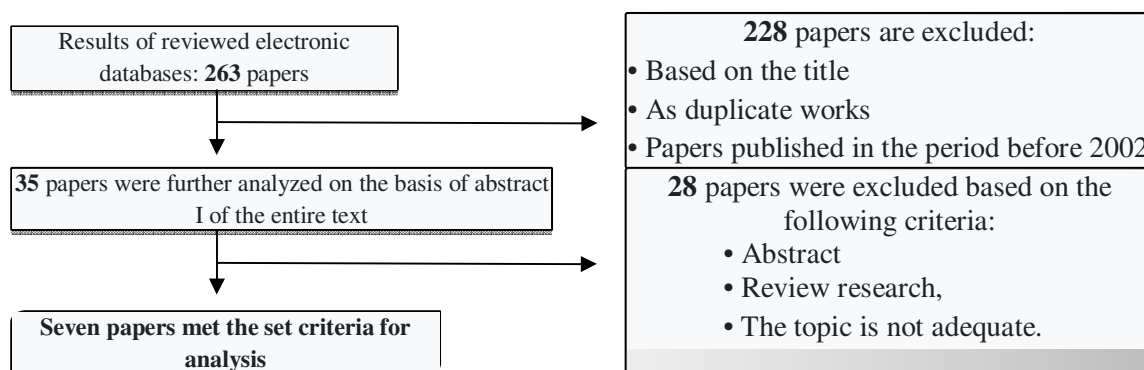 Results of reviewed electronic
databases: 263 papers
228 papers are excluded:
• Based on the title
• As duplicate works
• Papers published in the period before 2002
35 papers were further analyzed on the basis of abstract
I of the entire text
28 papers were excluded based on the
following criteria:
• Abstract
• Review research,
• The topic is not adequate.
Seven papers met the set criteria for
analysis